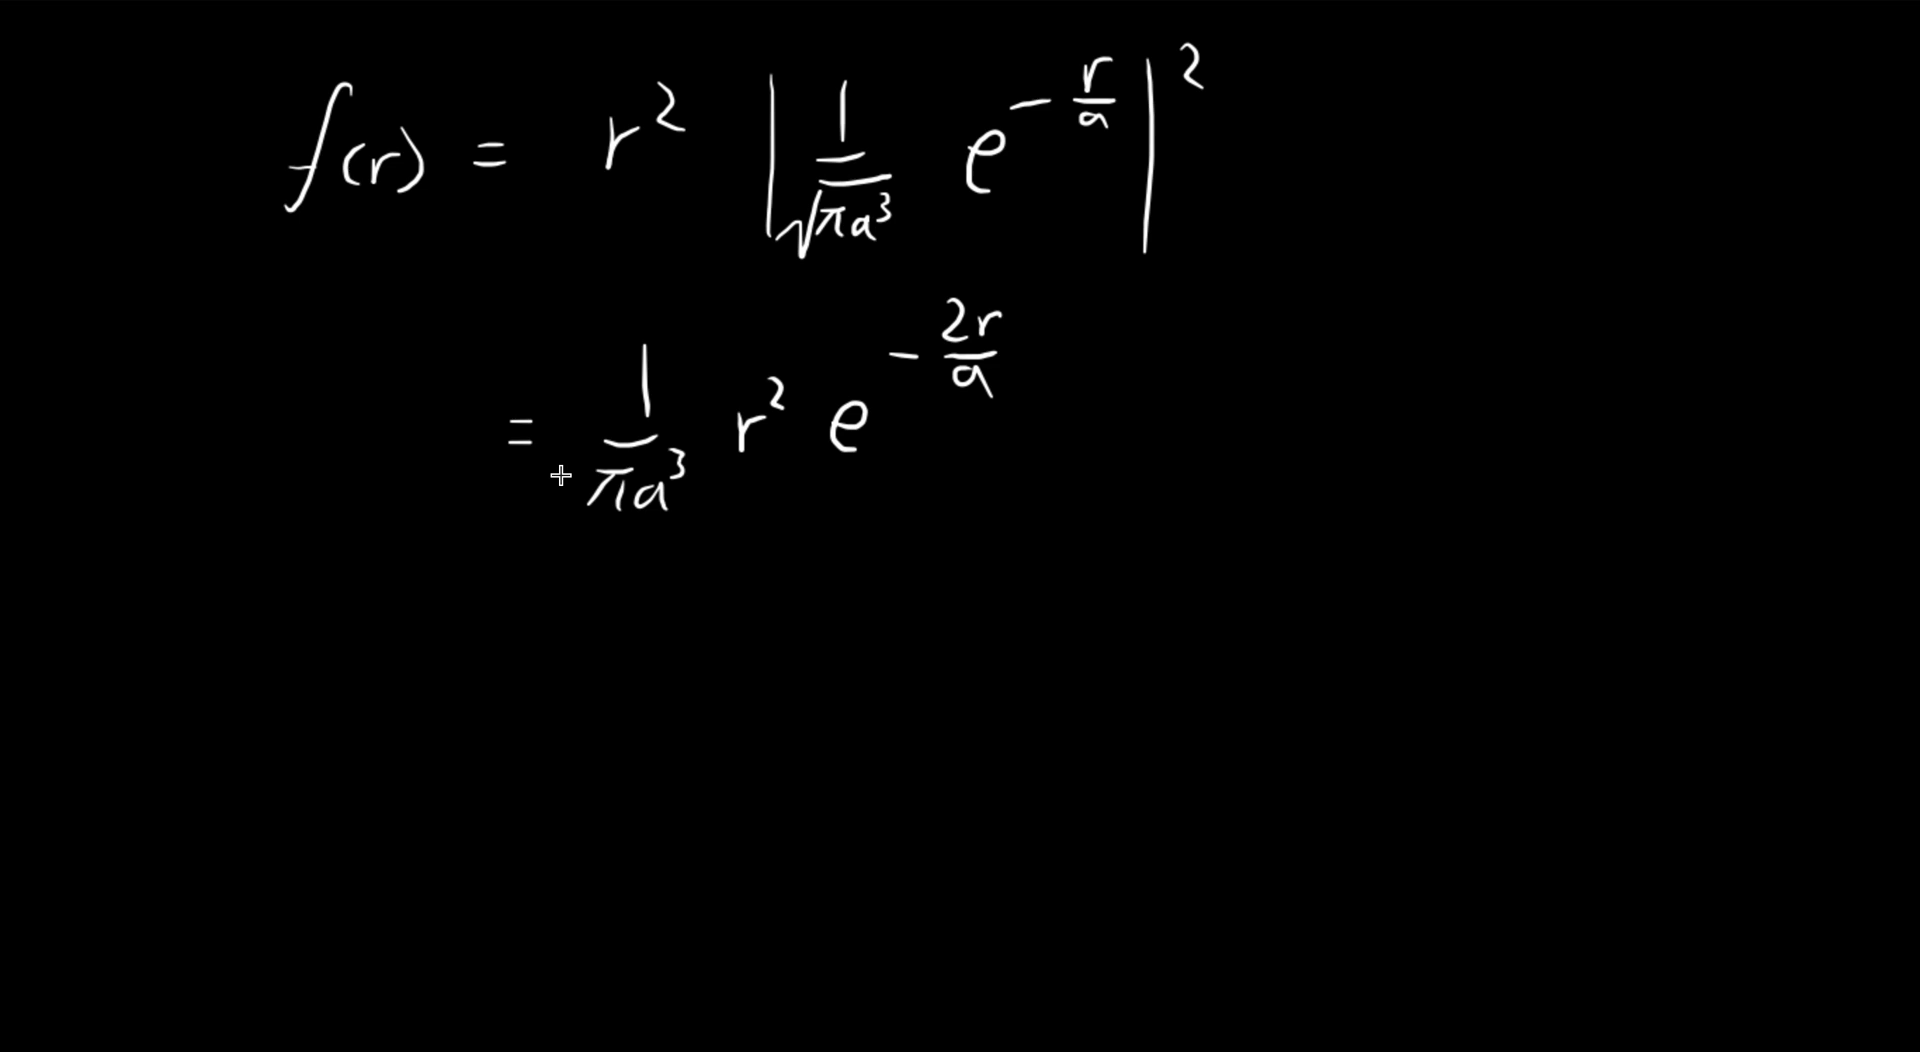 f(r) = r² |1/√(πa³) e^(-r/a)|²
= 1/(πa³) r² e^(-2r/a)